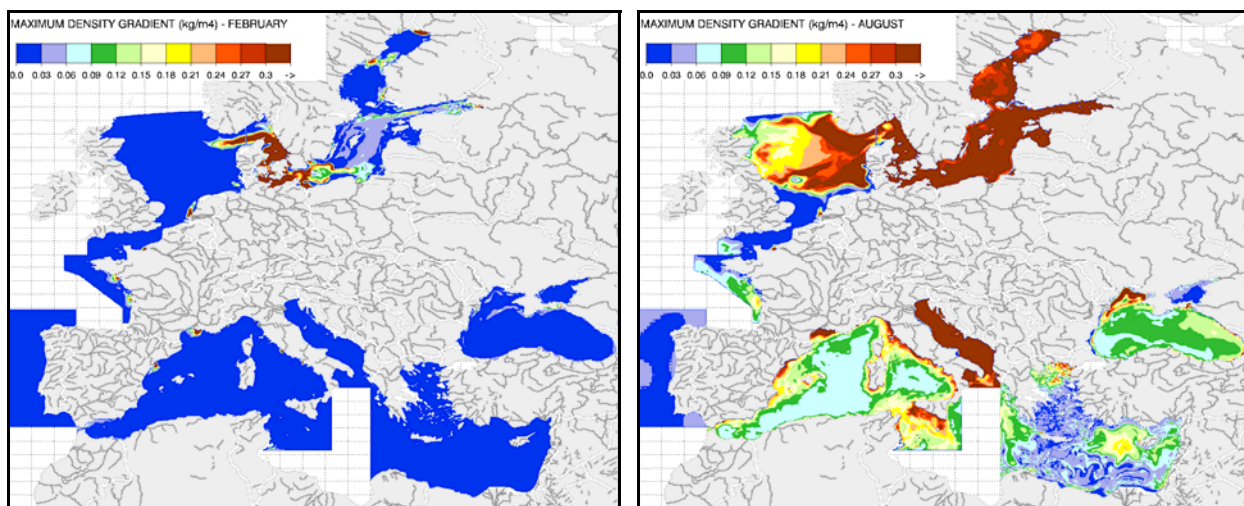 MAXIMUM DENSITY GRADIENT (kg/m4) - FEBRUARY
0.0 0.03 0.06 0.09 0.12 0.15 0.18 0.21 0.24 0.27 0.3 ->
MAXIMUM DENSITY GRADIENT (kg/m4) - AUGUST
0.0 0.03 0.06 0.09 0.12 0.15 0.18 0.21 0.24 0.27 0.3 ->